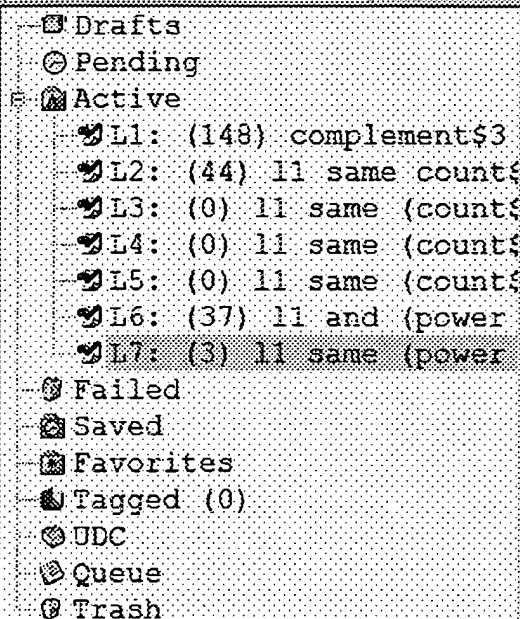 Drafts
Pending
Active
L1: (148) complement$3
L2: (44) l1 same count$
L3: (0) l1 same (count$
L4: (0) l1 same (count$
L5: (0) l1 same (count$
L6: (37) l1 and (power
L7: (3) l1 same (power
Failed
Saved
Favorites
Tagged (0)
UDC
Queue
Trash